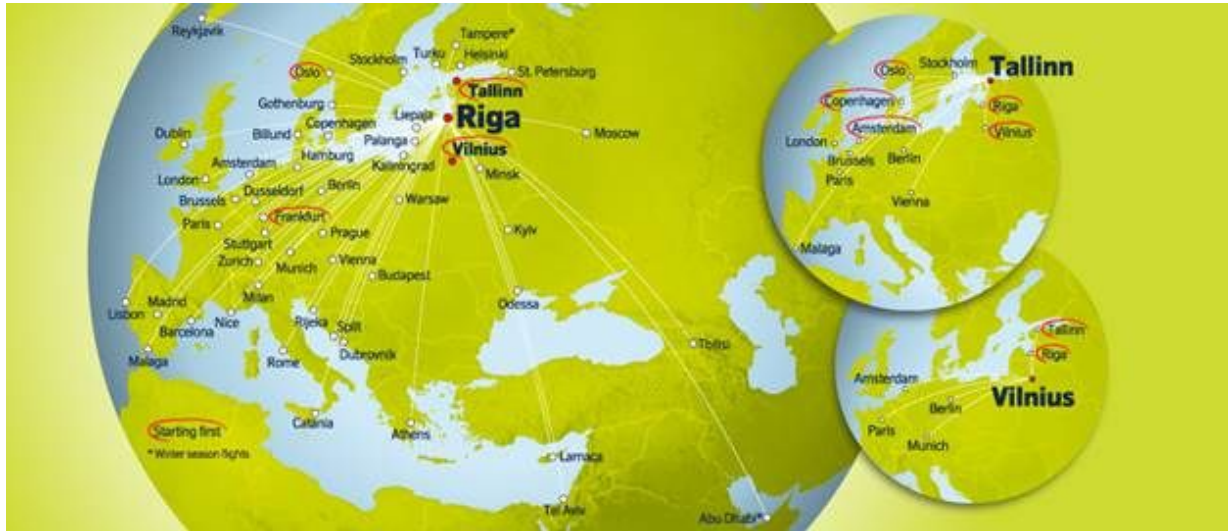 Reykjavik
Tampere*
Turku
Helsinki
Stockholm
St. Petersburg
Oslo
Tallinn
Gothenburg
Riga
Liepaja
Copenhagen
Dublin
Billund
Palanga
Moscow
Vilnius
Hamburg
Kaliningrad
Amsterdam
Minsk
London
Dusseldorf
Berlin
Brussels
Warsaw
Frankfurt
Paris
Stuttgart
Prague
Kyiv
Zurich
Munich
Vienna
Budapest
Milan
Madrid
Odessa
Lisbon
Barcelona
Nice
Rijeka
Split
Tbilisi
Malaga
Rome
Dubrovnik
Catania
Athens
Starting first
* Winter season flights
Larnaca
Tel Aviv
Abu Dhabi*
Oslo
Stockholm
Tallinn
Copenhagen
Riga
Amsterdam
Vilnius
London
Brussels
Berlin
Paris
Vienna
Malaga
Tallinn
Riga
Amsterdam
Vilnius
Berlin
Paris
Munich